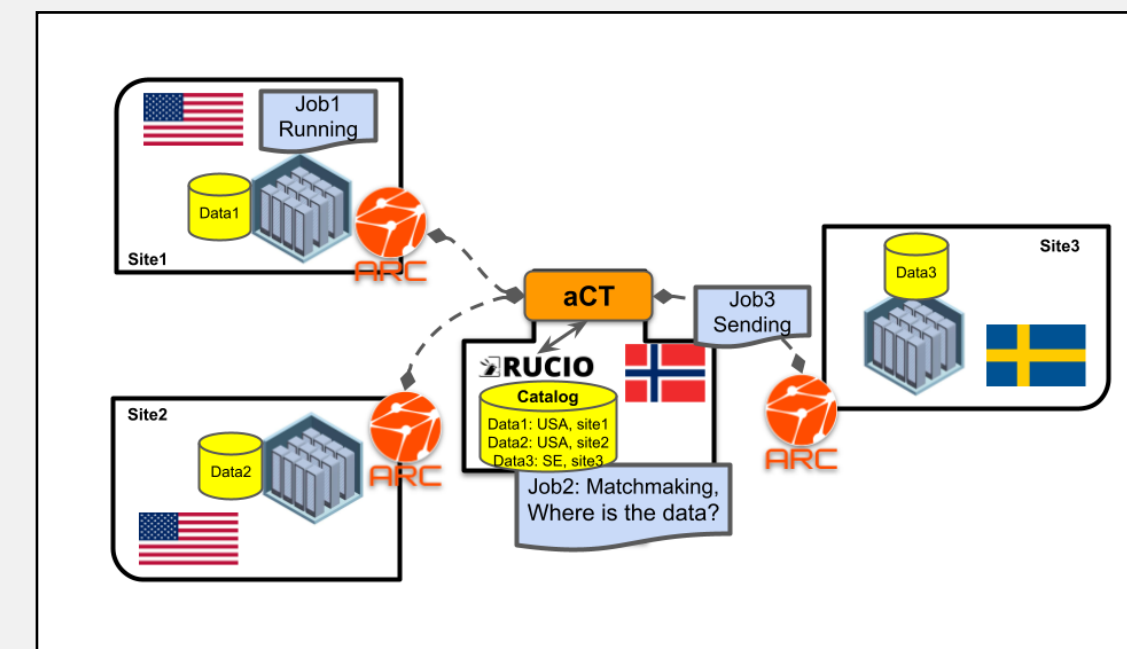 Job1
Running
Data1
Site1
ARC
aCT
Job3
Sending
Site3
Data3
RUCIO
Catalog
Data1: USA, site1
Data2: USA, site2
Data3: SE, site3
Job2: Matchmaking,
Where is the data?
ARC
Site2
Data2
ARC